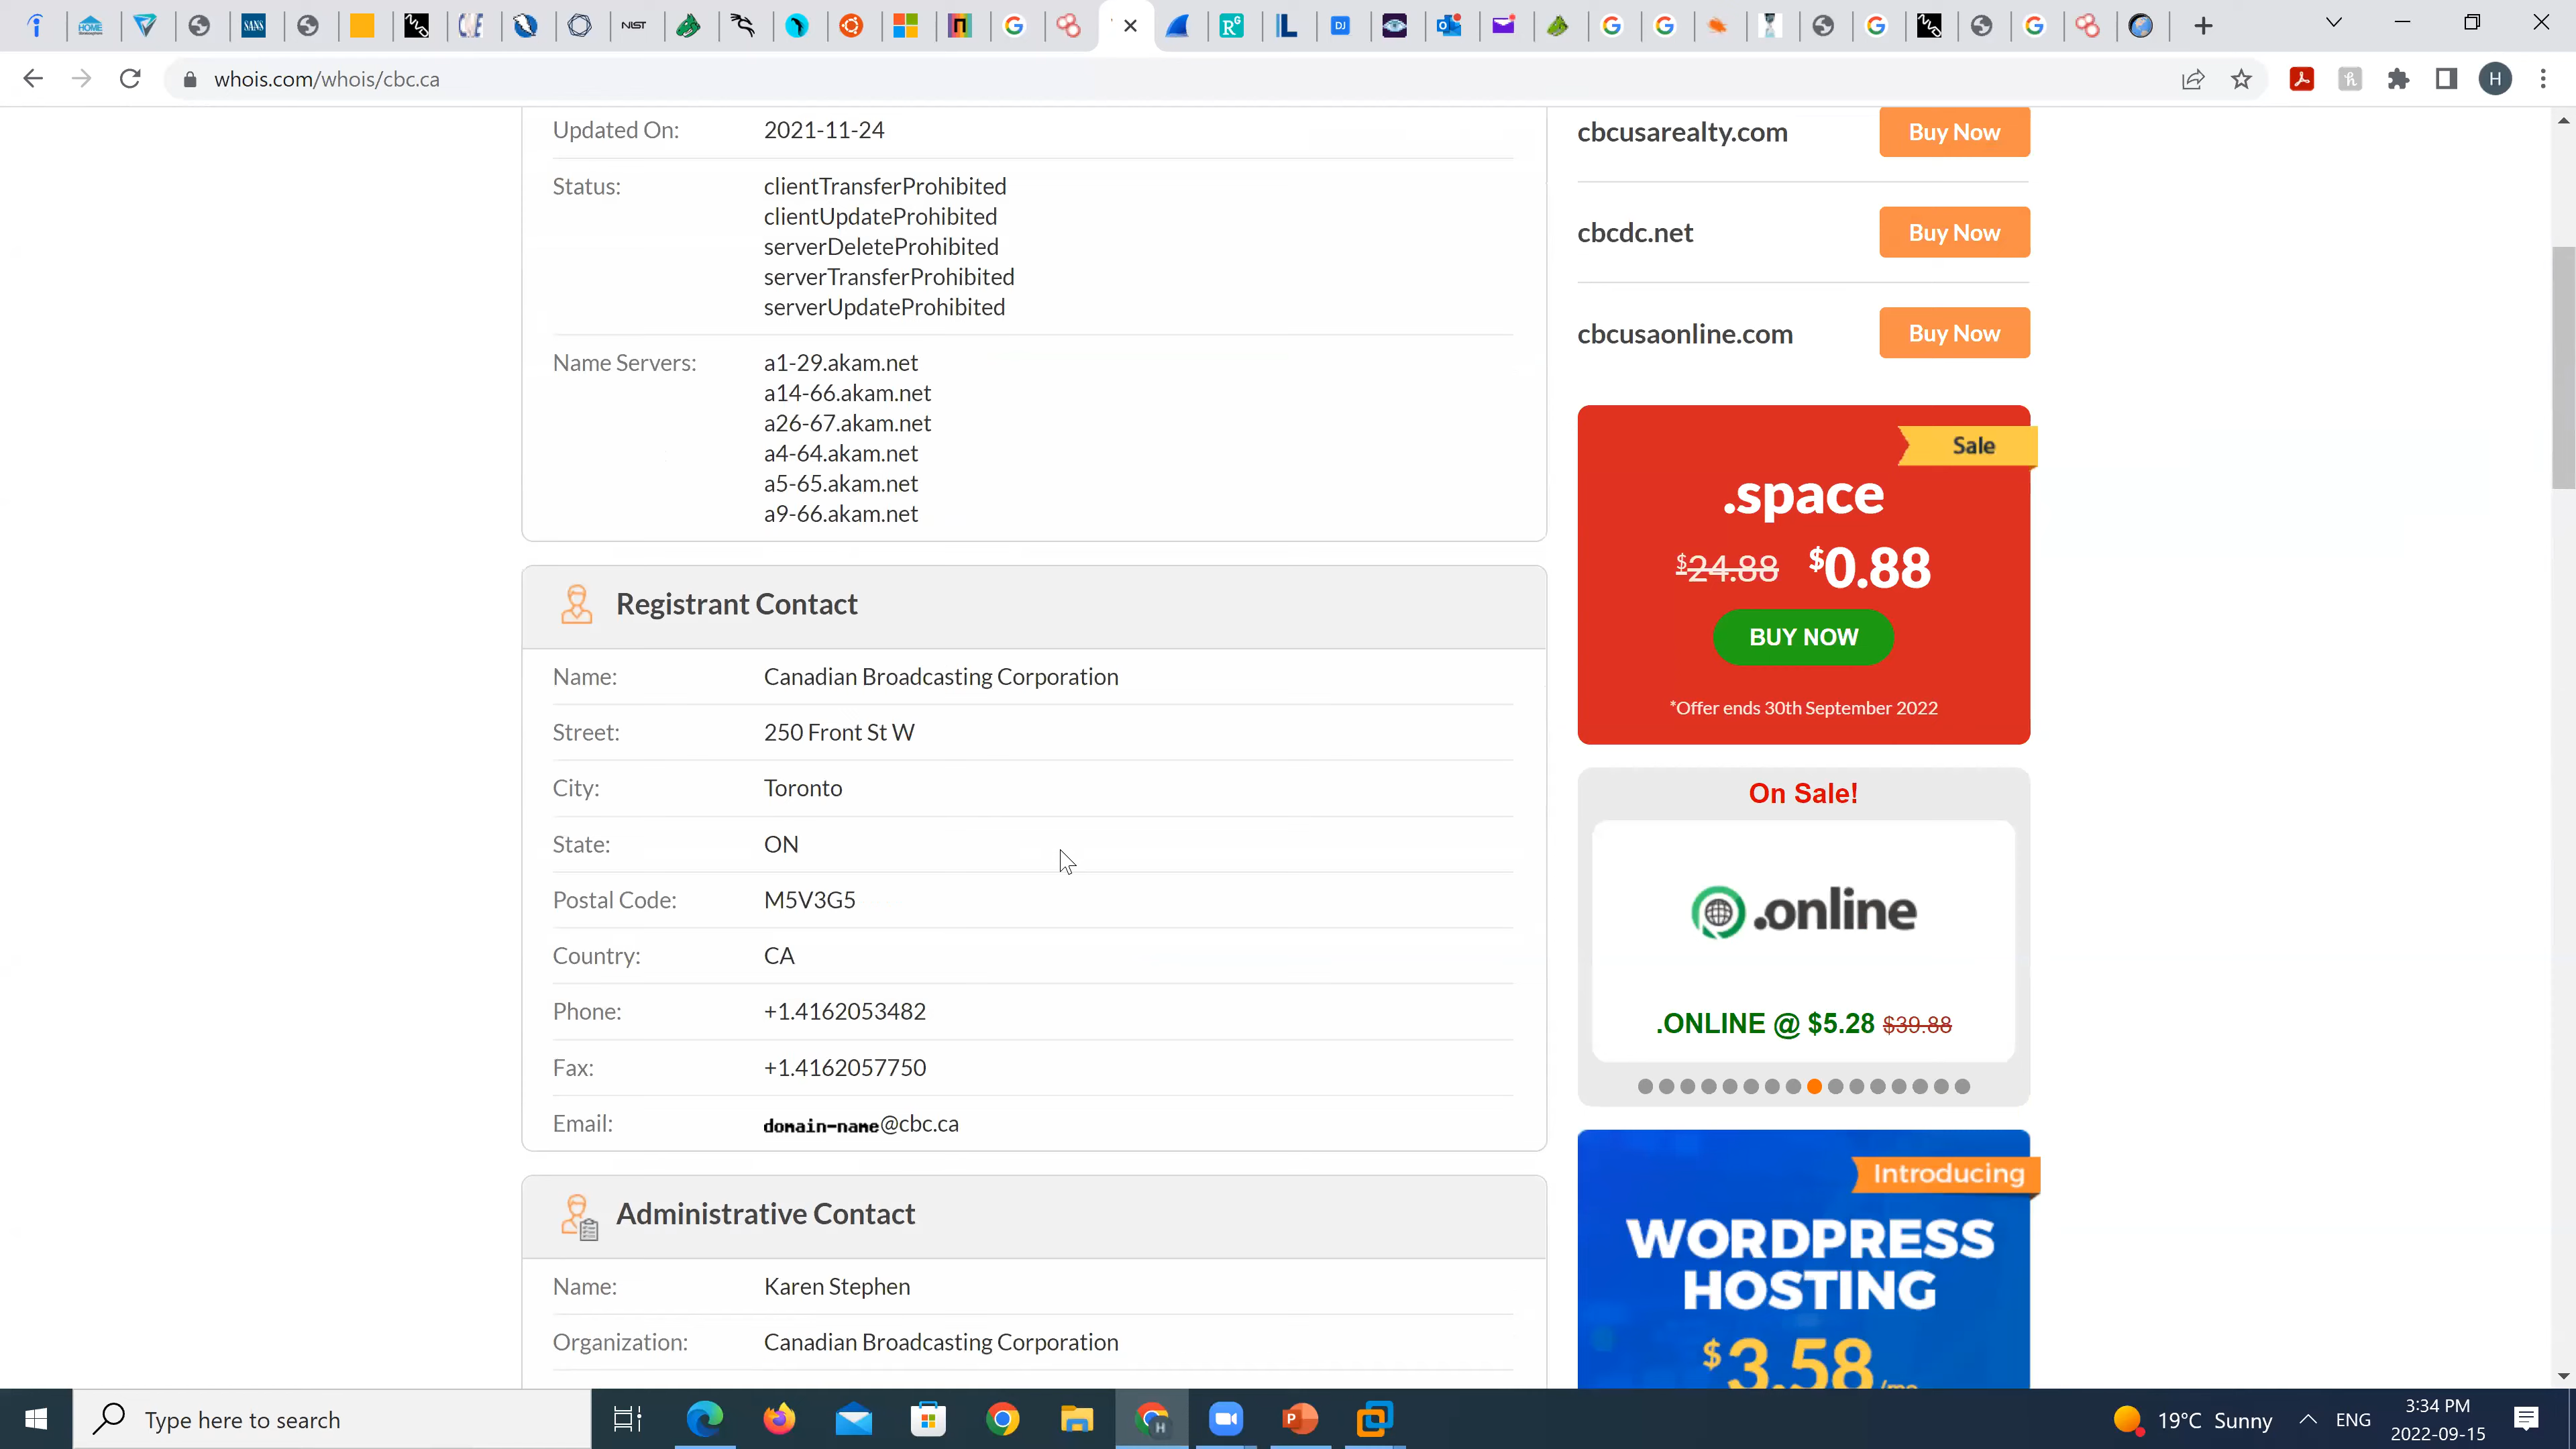 SANS
NIST
DJ
whois.com/whois/cbc.ca
H
Updated On: 2021-11-24
Status: clientTransferProhibited
clientUpdateProhibited
serverDeleteProhibited
serverTransferProhibited
serverUpdateProhibited
Name Servers: a1-29.akam.net
a14-66.akam.net
a26-67.akam.net
a4-64.akam.net
a5-65.akam.net
a9-66.akam.net
Registrant Contact
Name: Canadian Broadcasting Corporation
Street: 250 Front St W
City: Toronto
State: ON
Postal Code: M5V3G5
Country: CA
Phone: +1.4162053482
Fax: +1.4162057750
Email: domain-name@cbc.ca
Administrative Contact
Name: Karen Stephen
Organization: Canadian Broadcasting Corporation
cbcusarealty.com Buy Now
cbcdc.net Buy Now
cbcusaonline.com Buy Now
Sale
.space
$24.88 $0.88
BUY NOW
*Offer ends 30th September 2022
On Sale!
.online
.ONLINE @ $5.28 $39.88
Introducing
WORDPRESS
HOSTING
$3.58
Type here to search
19°C Sunny
ENG
3:34 PM
2022-09-15